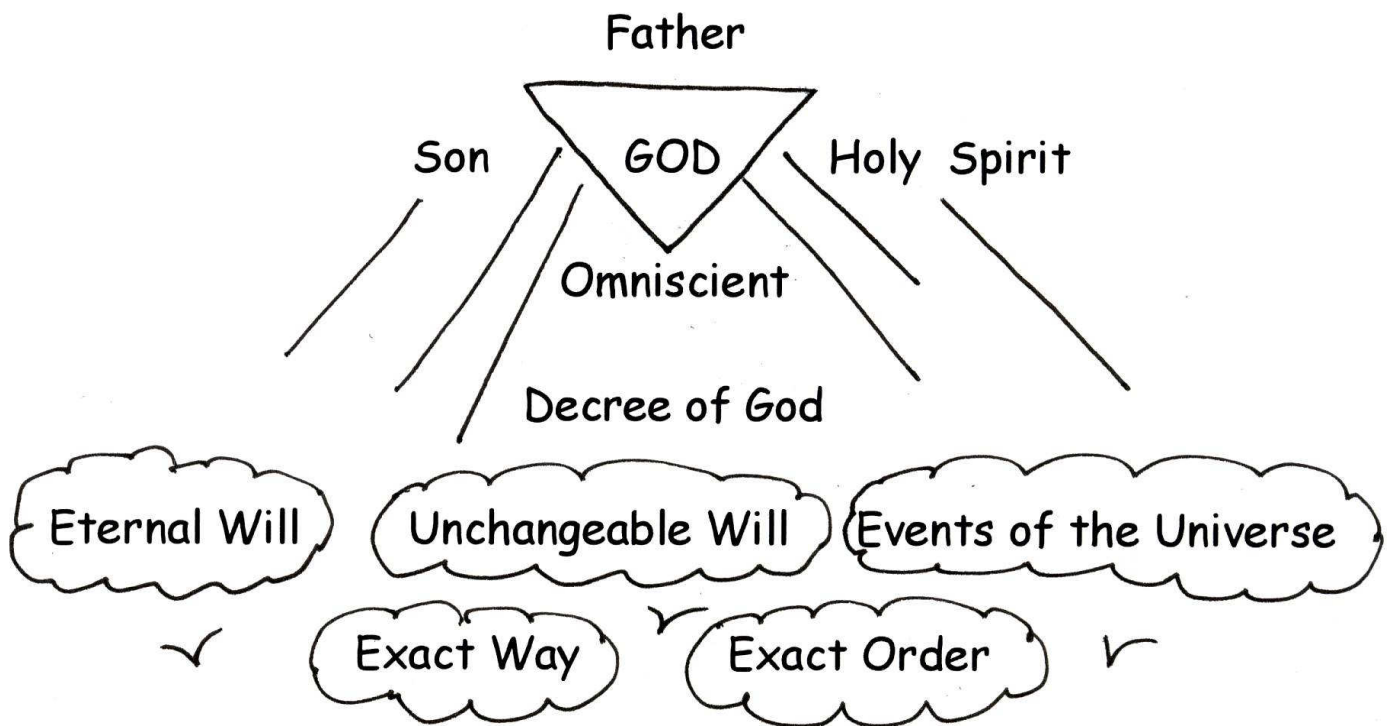 Father
Son GOD Holy Spirit
Omniscient
Decree of God
Eternal Will Unchangeable Will Events of the Universe
Exact Way Exact Order